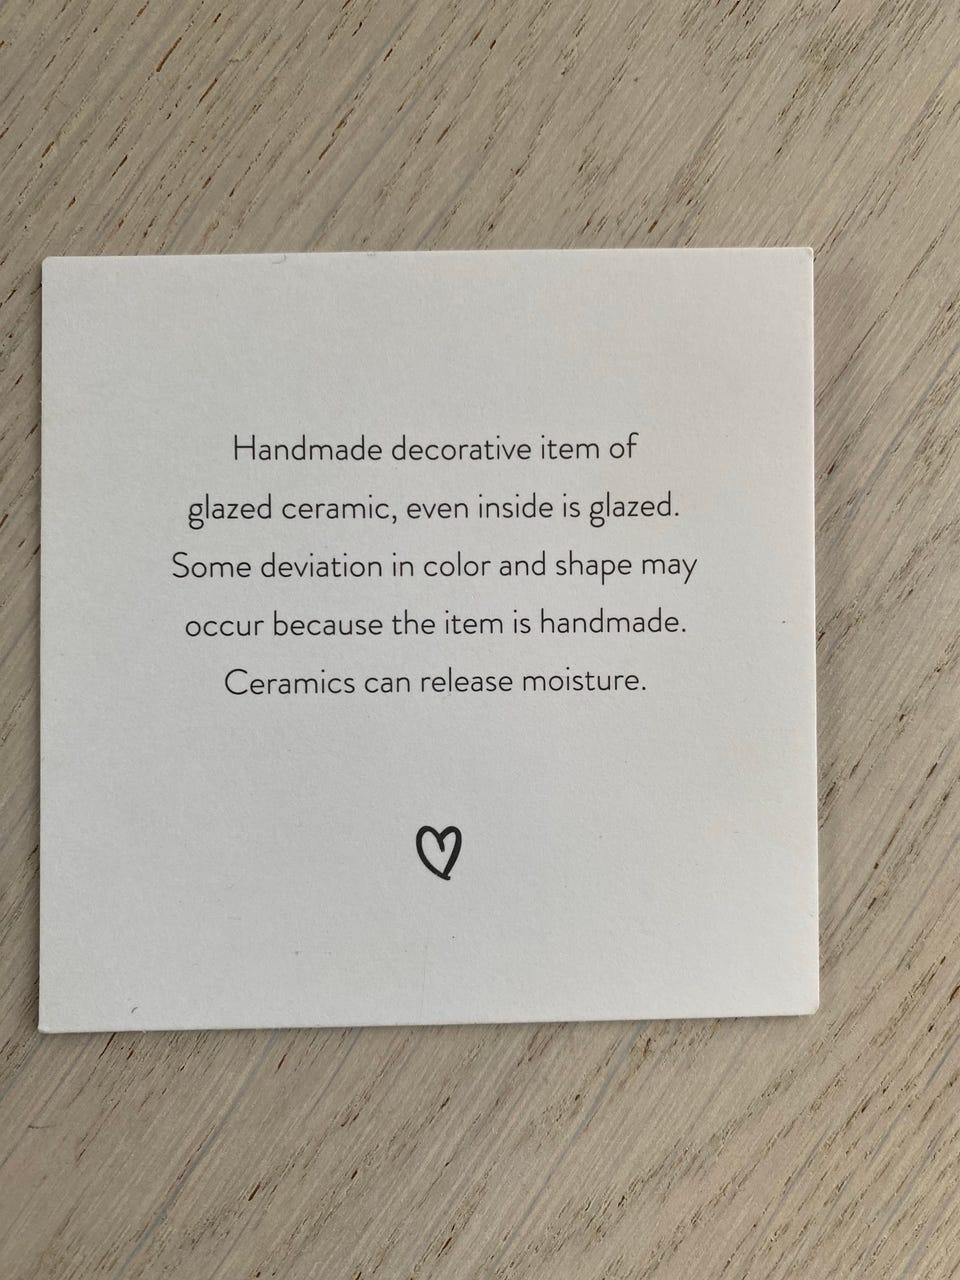 Handmade decorative item of
glazed ceramic, even inside is glazed.
Some deviation in color and shape may
occur because the item is handmade.
Ceramics can release moisture.